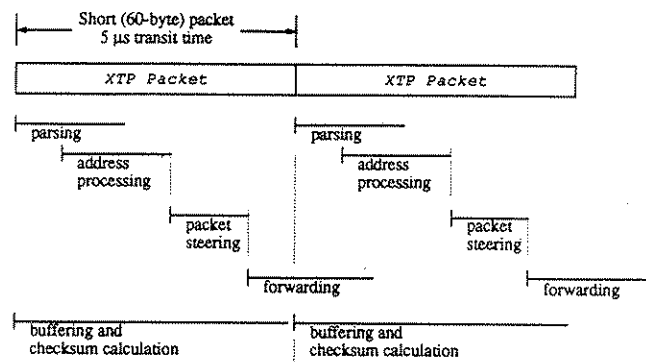 Short (60-byte) packet
5 µs transit time
XTP Packet
XTP Packet
parsing
parsing
address
processing
address
processing
packet
steering
packet
steering
forwarding
forwarding
buffering and
checksum calculation
buffering and
checksum calculation